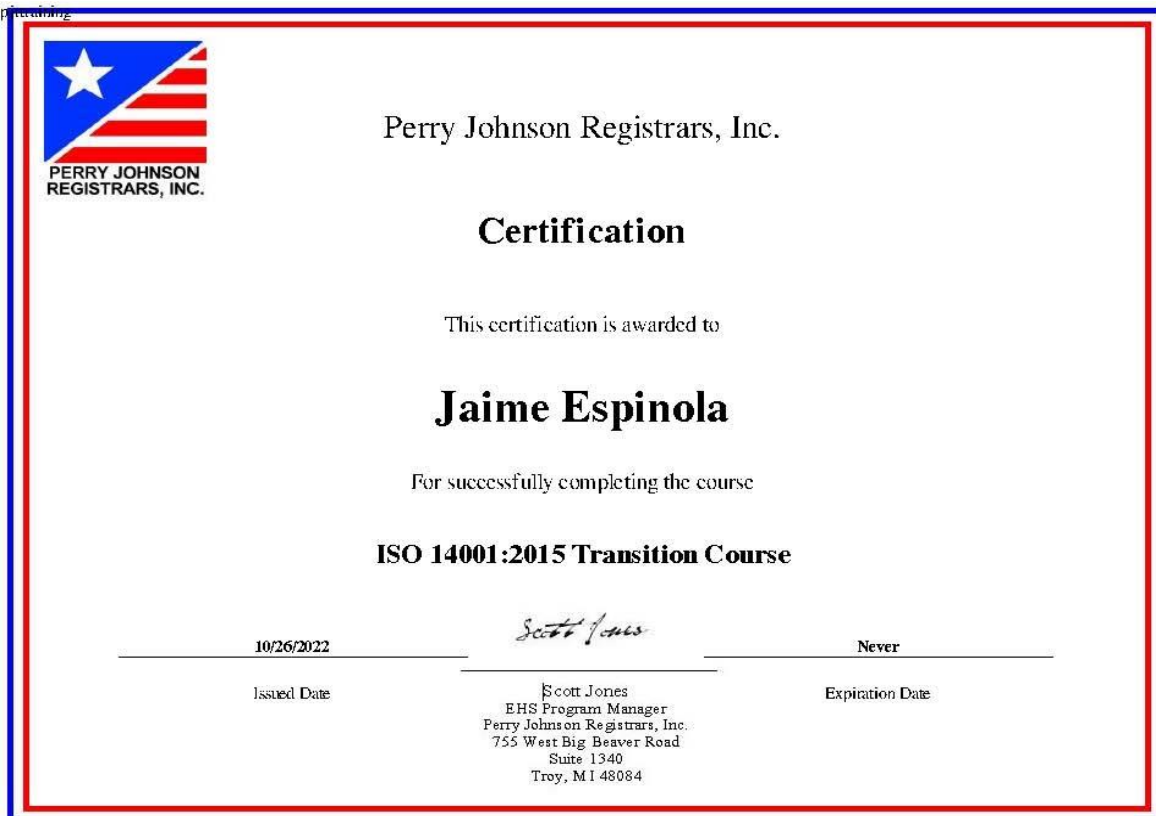 pjrtraining
PERRY JOHNSON
REGISTRARS, INC.
Perry Johnson Registrars, Inc.
Certification
This certification is awarded to
Jaime Espinola
For successfully completing the course
ISO 14001:2015 Transition Course
10/26/2022
Scott Jones
Never
Issued Date
Scott Jones
Expiration Date
EHS Program Manager
Perry Johnson Registrars, Inc.
755 West Big Beaver Road
Suite 1340
Troy, MI 48084